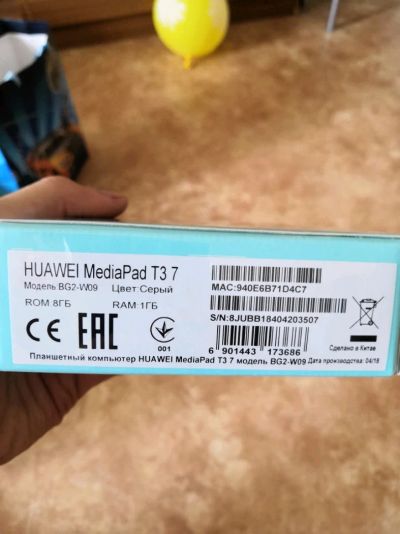 HUAWEI MediaPad T3 7
Модель BG2-W09 Цвет:Серый
ROM 8ГБ RAM:1ГБ
MAC:940E6B71D4C7
S/N:8JUBB18404203507
CE EAC
001
6 901443 173686
Сделано в Китае
Планшетный компьютер HUAWEI MediaPad T3 7 модель BG2-W09 Дата производства: 04/18